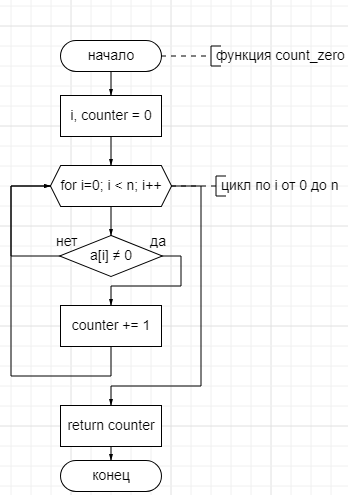 начало
функция count_zero
i, counter = 0
for i=0; i < n; i++
цикл по i от 0 до n
нет
да
a[i] ≠ 0
counter += 1
return counter
конец